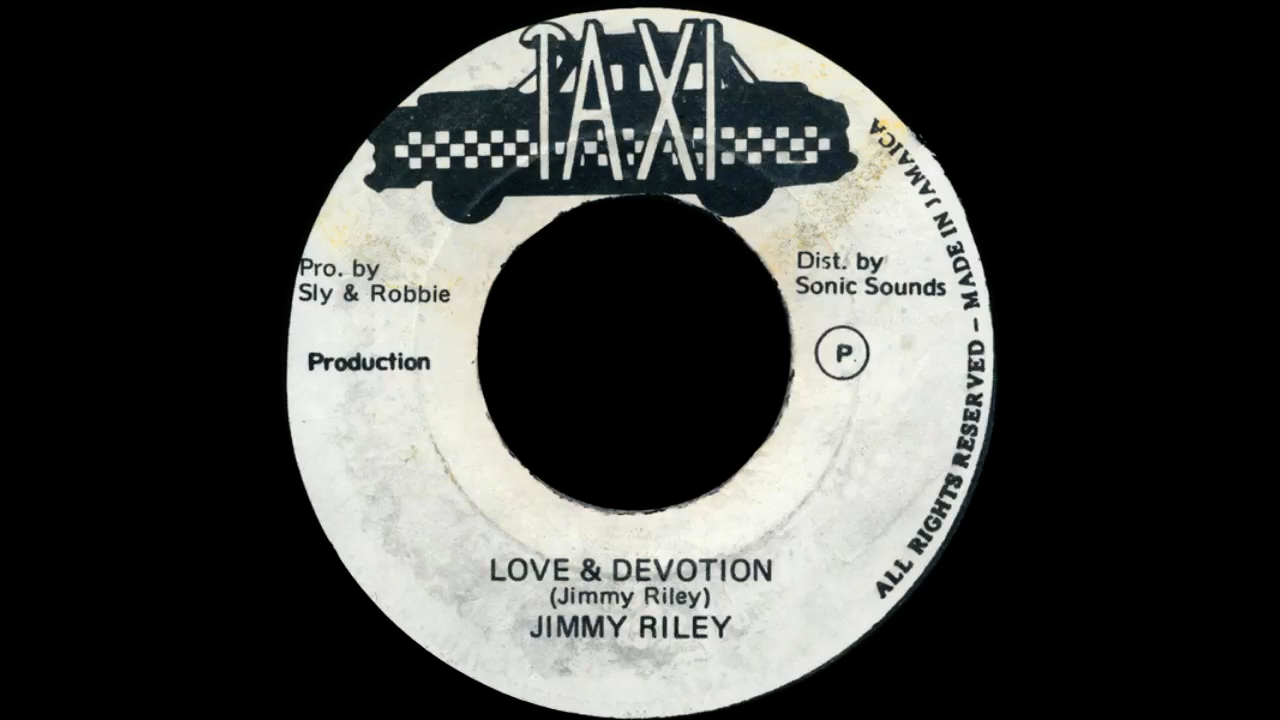 TAXI
Pro. by
Sly & Robbie
Production
Dist. by
Sonic Sounds
P
ALL RIGHTS RESERVED – MADE IN JAMAICA
LOVE & DEVOTION
(Jimmy Riley)
JIMMY RILEY